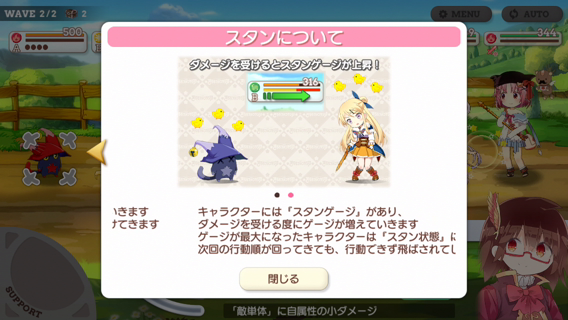 WAVE 2/2
2
MENU
AUTO
500
A
344
スタンについて
ダメージを受けるとスタンゲージが上昇！
316
B
いきます
けてきます
キャラクターには「スタンゲージ」があり、
ダメージを受ける度にゲージが増えていきます
ゲージが最大になったキャラクターは「スタン状態」に
次回の行動順が回ってきても、行動できず飛ばされてし
閉じる
SUPPORT
「敵単体」に自属性の小ダメージ